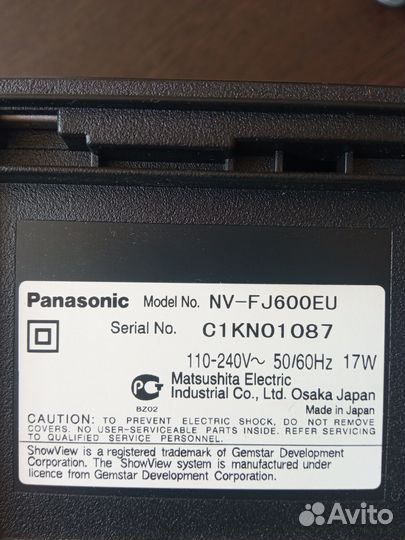 Panasonic Model No. NV-FJ600EU
Serial No. C1KN01087
110-240V~ 50/60Hz 17W
Matsushita Electric
Industrial Co., Ltd. Osaka Japan
BZ02
Made in Japan
CAUTION: TO PREVENT ELECTRIC SHOCK, DO NOT REMOVE
COVERS. NO USER-SERVICEABLE PARTS INSIDE. REFER SERVICING
TO QUALIFIED SERVICE PERSONNEL.
ShowView is a registered trademark of Gemstar Development
Corporation. The ShowView system is manufactured under
licence from Gemstar Development Corporation.
Avito